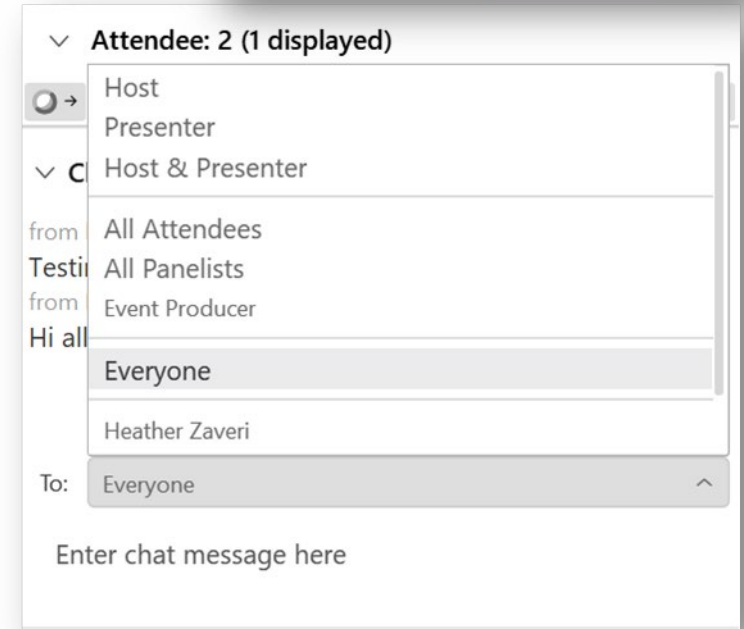 Attendee: 2 (1 displayed)
Host
Presenter
Host & Presenter
from
All Attendees
All Panelists
from
Event Producer
Hi all
Everyone
Heather Zaveri
To: Everyone
Enter chat message here